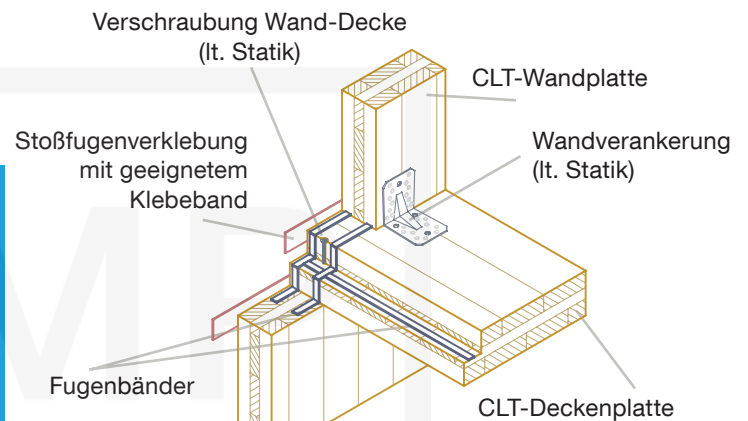 Verschraubung Wand-Decke
(lt. Statik)
CLT-Wandplatte
Stoßfugenverklebung
mit geeignetem
Klebeband
Wandverankerung
(lt. Statik)
Fugenbänder
CLT-Deckenplatte